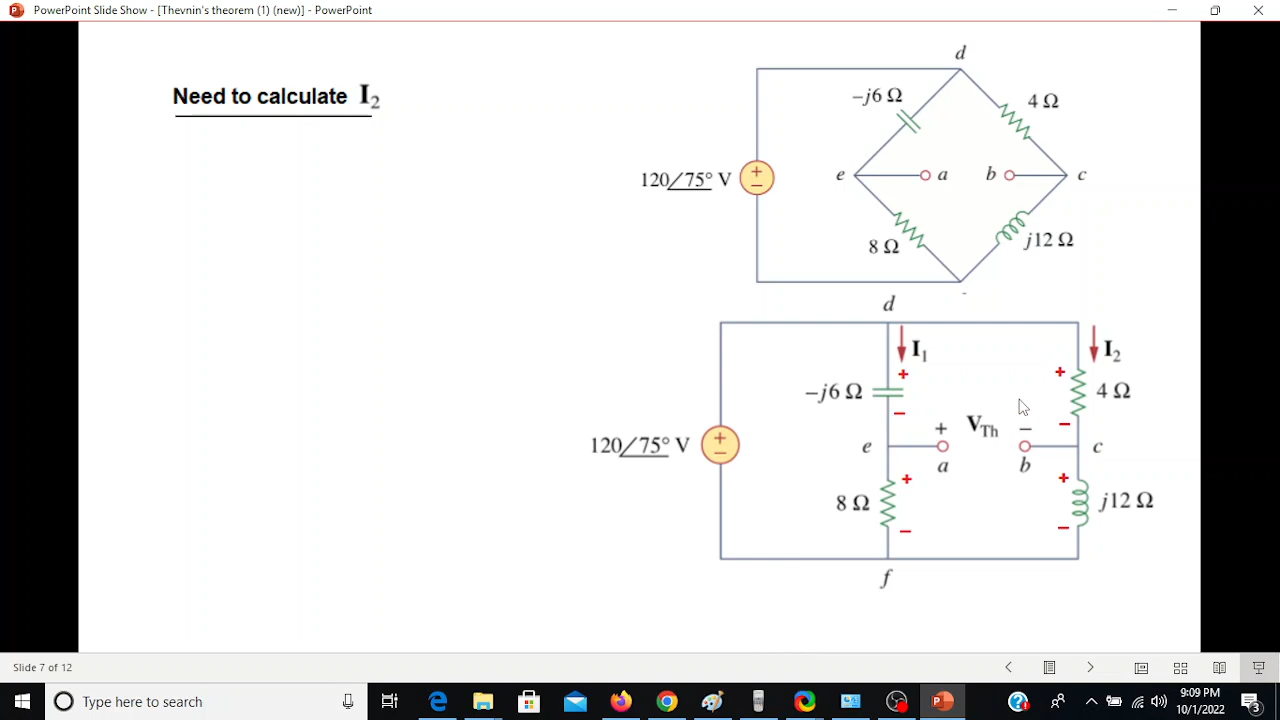 PowerPoint Slide Show - [Thevnin's theorem (1) (new)] - PowerPoint
Need to calculate I₂
d
−j6 Ω
4 Ω
120∠75° V
+
−
e
a
b
c
8 Ω
j12 Ω
d
I₁
I₂
+
+
−j6 Ω
4 Ω
−
−
+
V_Th
−
120∠75° V
+
−
e
c
a
b
+
+
8 Ω
j12 Ω
−
−
f
Slide 7 of 12
Type here to search
9:09 PM
10/1/2022
3